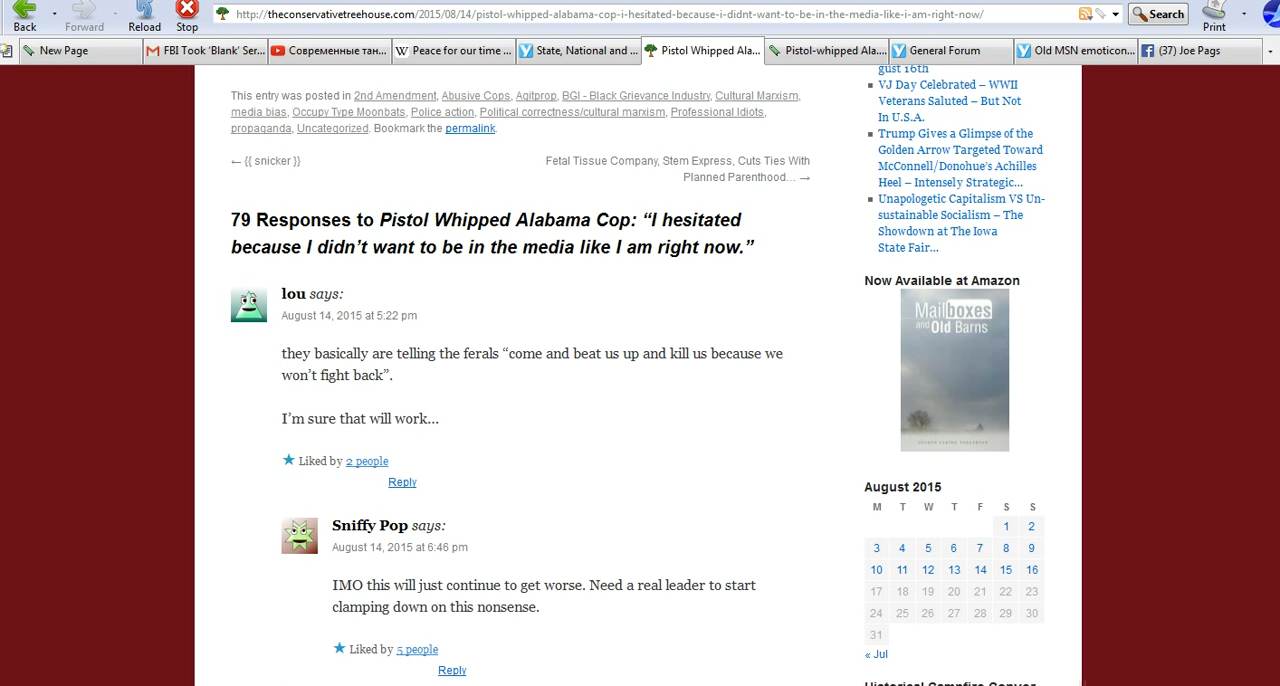 Back
Forward
Reload
Stop
http://theconservativetreehouse.com/2015/08/14/pistol-whipped-alabama-cop-i-hesitated-because-i-didnt-want-to-be-in-the-media-like-i-am-right-now/
Search
Print
New Page
FBI Took 'Blank' Ser...
Современные тан...
Peace for our time ...
State, National and ...
Pistol Whipped Ala...
Pistol-whipped Ala...
General Forum
Old MSN emoticon...
(37) Joe Pags
This entry was posted in 2nd Amendment, Abusive Cops, Agitprop, BGI - Black Grievance Industry, Cultural Marxism,
media bias, Occupy Type Moonbats, Police action, Political correctness/cultural marxism, Professional Idiots,
propaganda, Uncategorized. Bookmark the permalink.
← {{ snicker }}
Fetal Tissue Company, Stem Express, Cuts Ties With
Planned Parenthood… →
79 Responses to Pistol Whipped Alabama Cop: “I hesitated
because I didn’t want to be in the media like I am right now.”
lou says:
August 14, 2015 at 5:22 pm
they basically are telling the ferals “come and beat us up and kill us because we
won’t fight back”.
I’m sure that will work…
Liked by 2 people
Reply
Sniffy Pop says:
August 14, 2015 at 6:46 pm
IMO this will just continue to get worse. Need a real leader to start
clamping down on this nonsense.
Liked by 5 people
Reply
gust 16th
VJ Day Celebrated – WWII
Veterans Saluted – But Not
In U.S.A.
Trump Gives a Glimpse of the
Golden Arrow Targeted Toward
McConnell/Donohue’s Achilles
Heel – Intensely Strategic…
Unapologetic Capitalism VS Un-
sustainable Socialism – The
Showdown at The Iowa
State Fair…
Now Available at Amazon
Mailboxes
and Old Barns
August 2015
M T W T F S S
1 2
3 4 5 6 7 8 9
10 11 12 13 14 15 16
17 18 19 20 21 22 23
24 25 26 27 28 29 30
31
« Jul